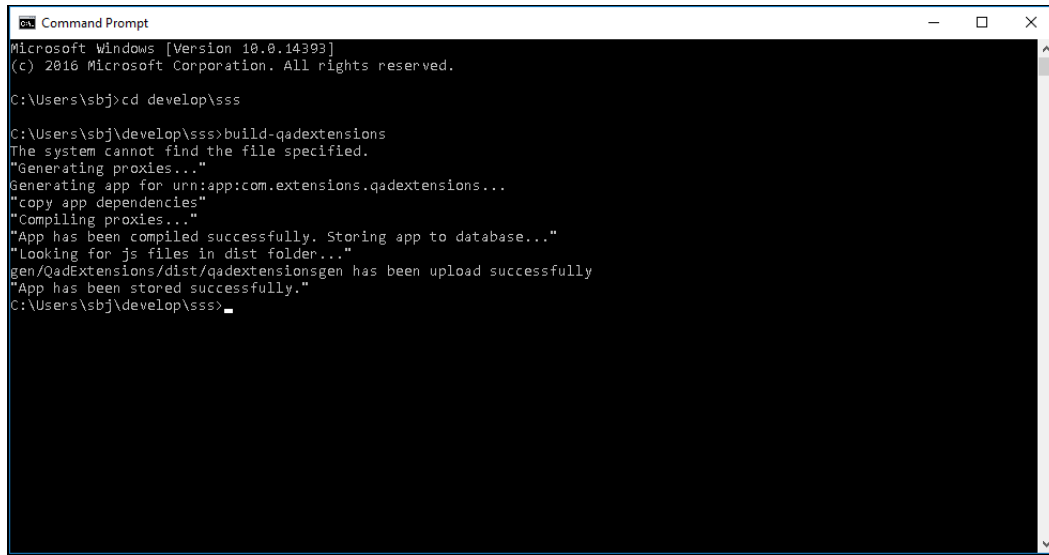 Command Prompt
Microsoft Windows [Version 10.0.14393]
(c) 2016 Microsoft Corporation. All rights reserved.
C:\Users\sbj>cd develop\sss
C:\Users\sbj\develop\sss>build-qadextensions
The system cannot find the file specified.
"Generating proxies..."
Generating app for urn:app:com.extensions.qadextensions...
"copy app dependencies"
"Compiling proxies..."
"App has been compiled successfully. Storing app to database..."
"Looking for js files in dist folder..."
gen/QadExtensions/dist/qadextensionsgen has been upload successfully
"App has been stored successfully."
C:\Users\sbj\develop\sss>